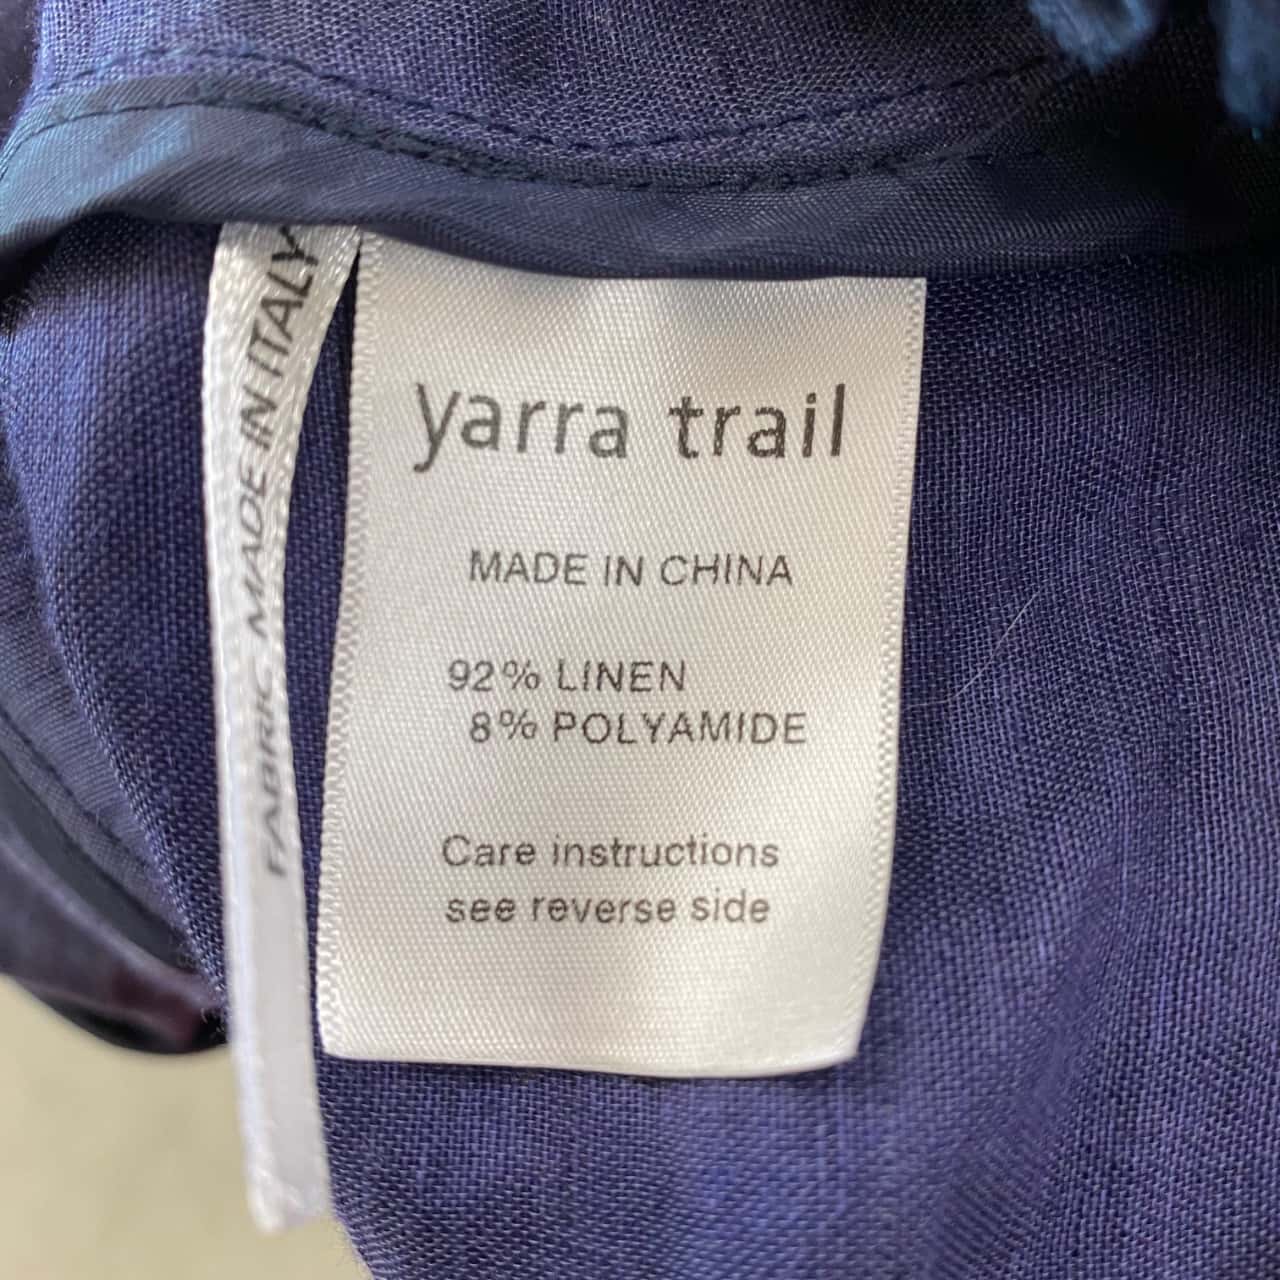 FABRIC MADE IN ITALY
yarra trail
MADE IN CHINA
92% LINEN
8% POLYAMIDE
Care instructions
see reverse side